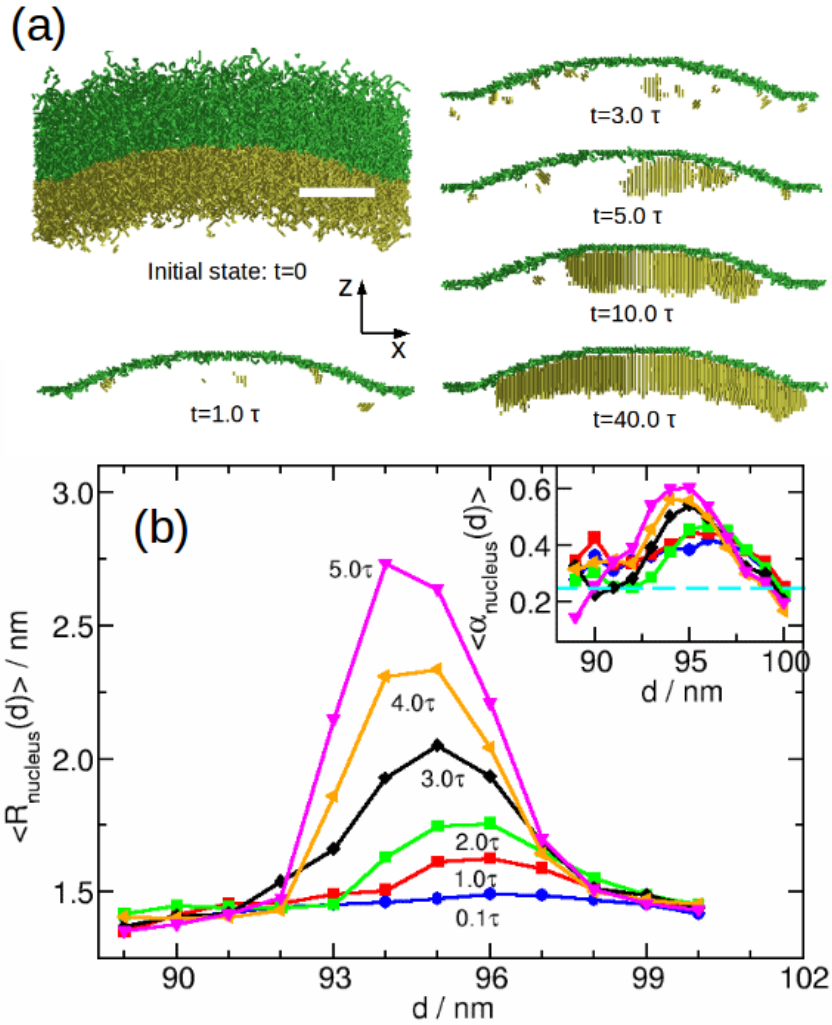 (a)
Initial state: t=0
z
x
t=1.0 τ
t=3.0 τ
t=5.0 τ
t=10.0 τ
t=40.0 τ
(b)
<R_nucleus(d)> / nm
3.0
2.5
2.0
1.5
5.0τ
4.0τ
3.0τ
2.0τ
1.0τ
0.1τ
90 93 96 99 102
d / nm
<α_nucleus(d)>
0.6
0.4
0.2
90 95 100
d / nm